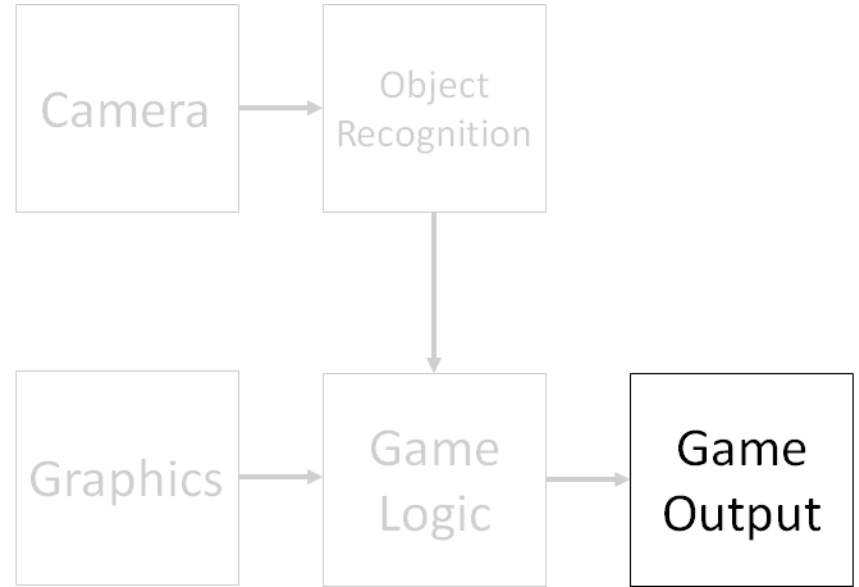 Camera
Object
Recognition
Graphics
Game
Logic
Game
Output